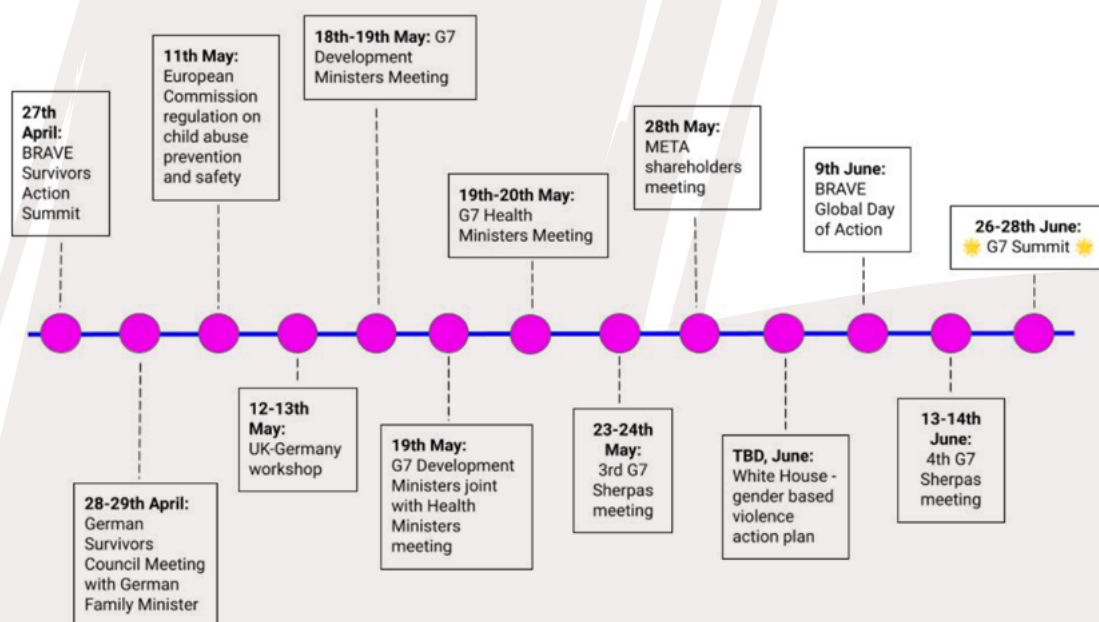 27th
April:
BRAVE
Survivors
Action
Summit
28-29th April:
German
Survivors
Council Meeting
with German
Family Minister
11th May:
European
Commission
regulation on
child abuse
prevention
and safety
12-13th
May:
UK-Germany
workshop
18th-19th May: G7
Development
Ministers Meeting
19th May:
G7 Development
Ministers joint
with Health
Ministers
meeting
19th-20th May:
G7 Health
Ministers Meeting
23-24th
May:
3rd G7
Sherpas
meeting
28th May:
META
shareholders
meeting
TBD, June:
White House -
gender based
violence
action plan
9th June:
BRAVE
Global Day
of Action
13-14th
June:
4th G7
Sherpas
meeting
26-28th June:
🌟 G7 Summit 🌟